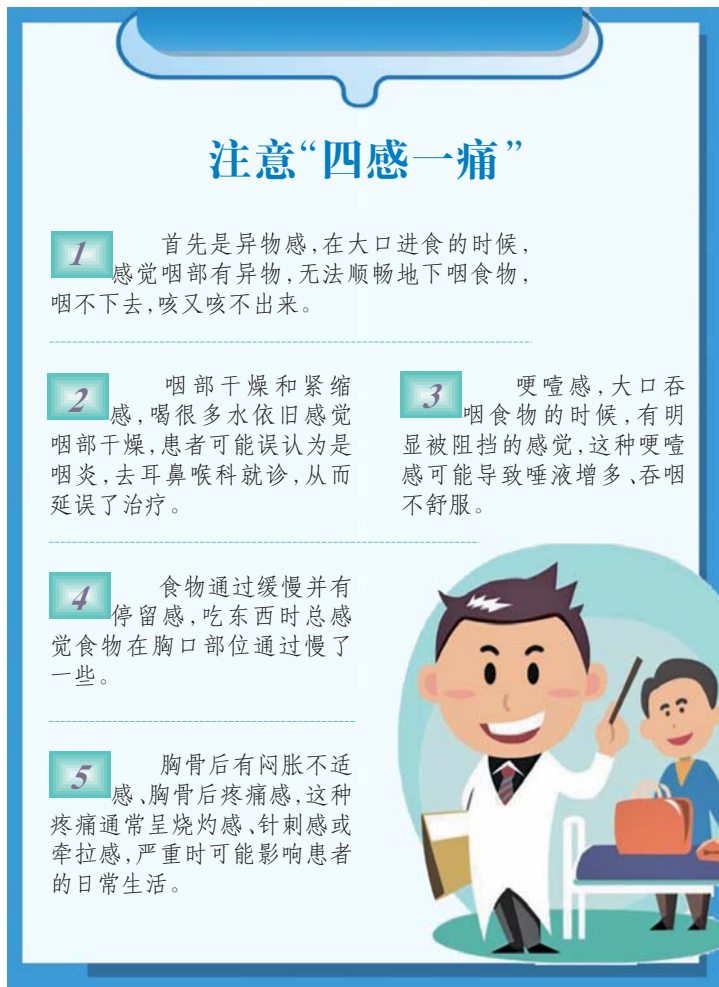 注意“四感一痛”
1 首先是异物感,在大口进食的时候,
感觉咽部有异物,无法顺畅地下咽食物,
咽不下去,咳又咳不出来。
2 咽部干燥和紧缩
感,喝很多水依旧感觉
咽部干燥,患者可能误认为是
咽炎,去耳鼻喉科就诊,从而
延误了治疗。
3 哽噎感,大口吞
咽食物的时候,有明
显被阻挡的感觉,这种哽噎
感可能导致唾液增多、吞咽
不舒服。
4 食物通过缓慢并有
停留感,吃东西时总感
觉食物在胸口部位通过慢了
一些。
5 胸骨后有闷胀不适
感、胸骨后疼痛感,这种
疼痛通常呈烧灼感、针刺感或
牵拉感,严重时可能影响患者
的日常生活。